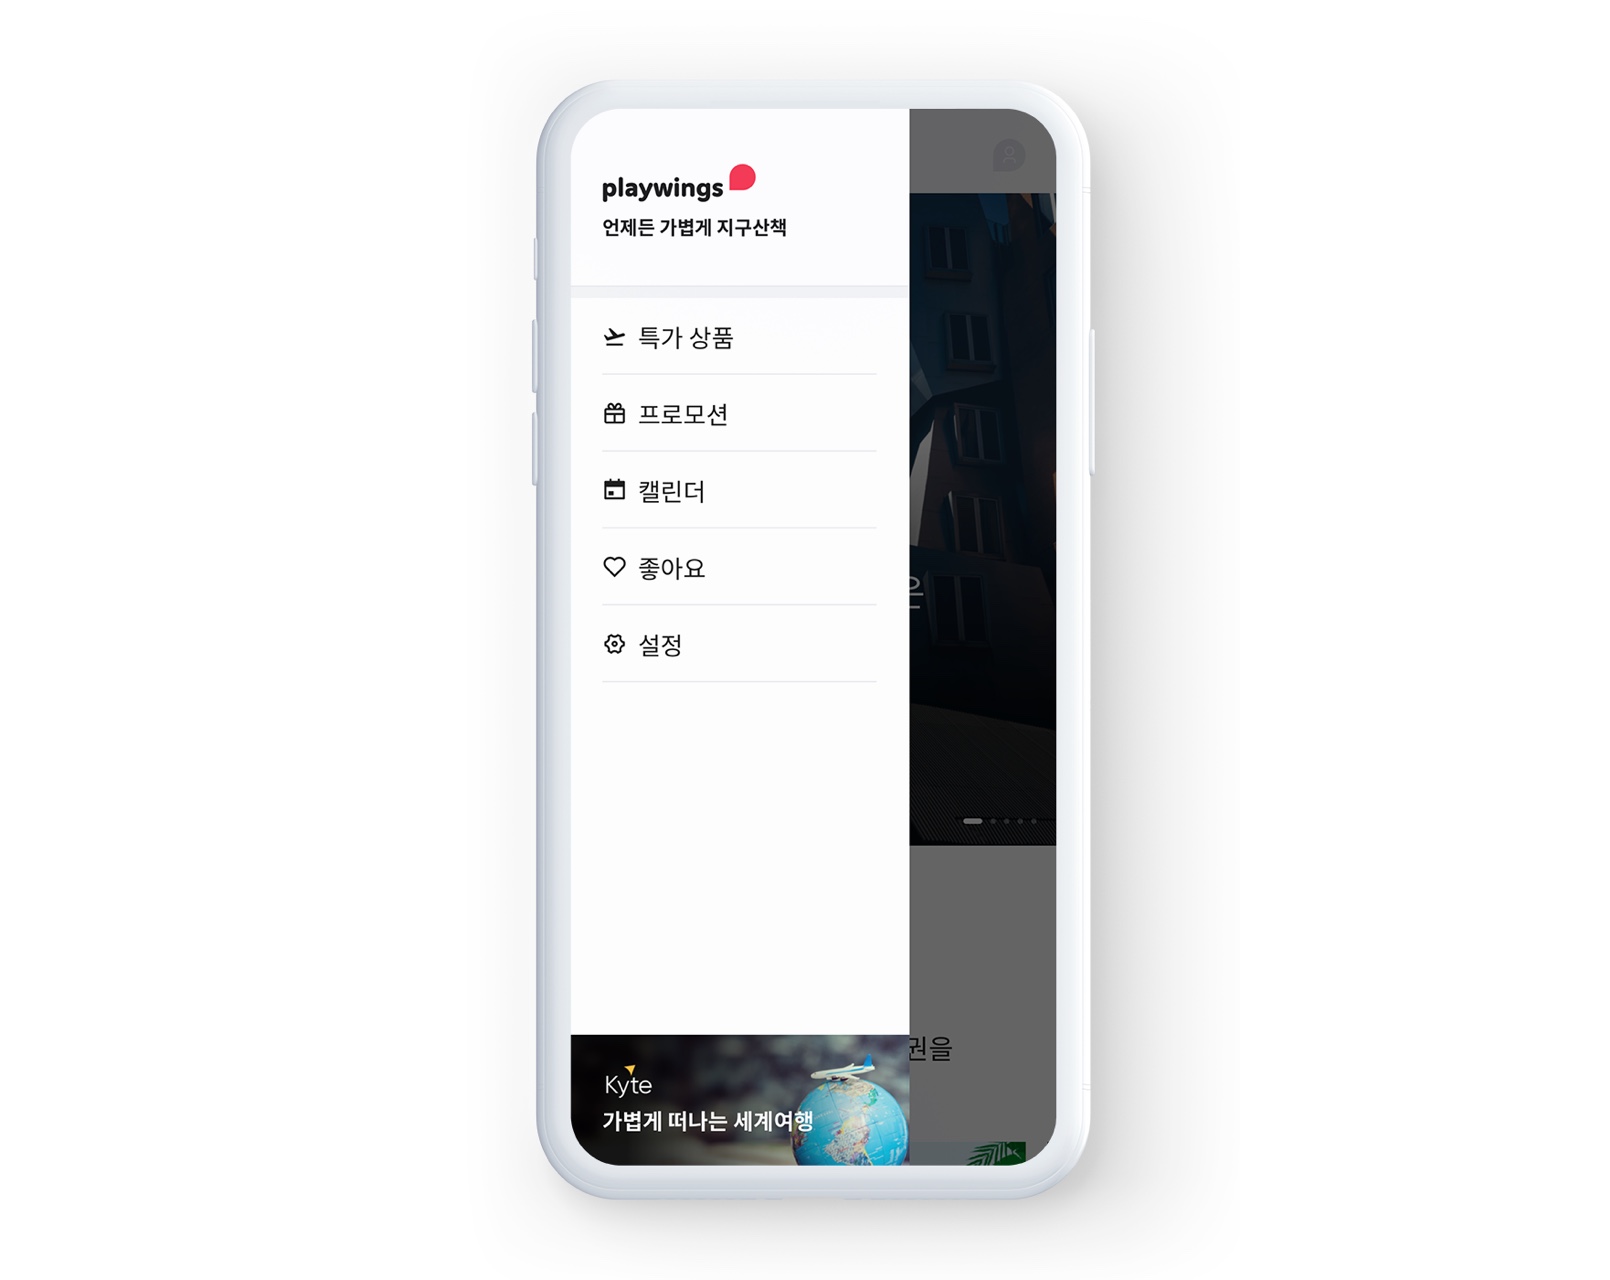 playwings
언제든 가볍게 지구산책
특가 상품
프로모션
캘린더
좋아요
설정
은
권을
Kyte
가볍게 떠나는 세계여행